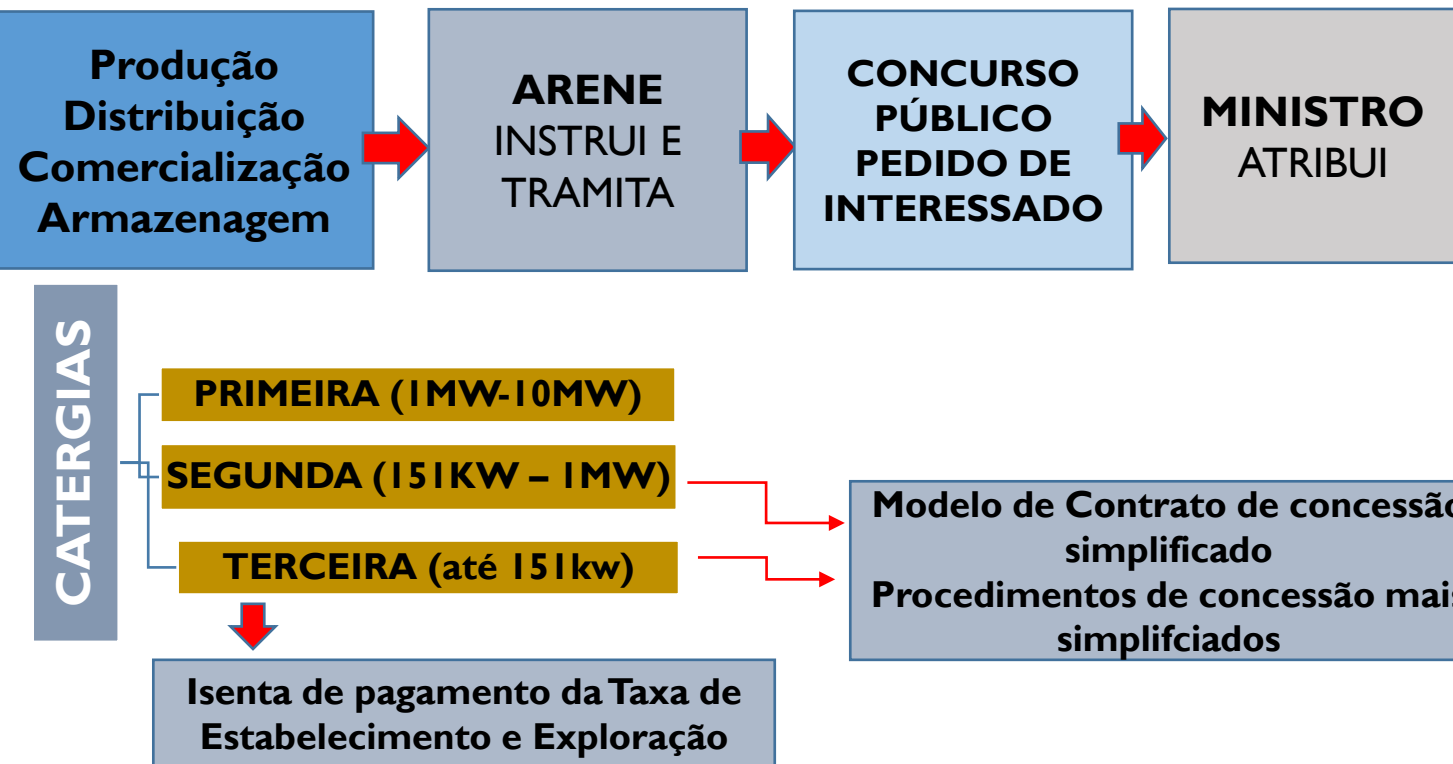 Produção
Distribuição
Comercialização
Armazenagem
ARENE
INSTRUI E
TRAMITA
CONCURSO
PÚBLICO
PEDIDO DE
INTERESSADO
MINISTRO
ATRIBUI
CATERGIAS
PRIMEIRA (1MW-10MW)
SEGUNDA (151KW – 1MW)
TERCEIRA (até 151kw)
Modelo de Contrato de concessão
simplificado
Procedimentos de concessão mais
simplifciados
Isenta de pagamento da Taxa de
Estabelecimento e Exploração